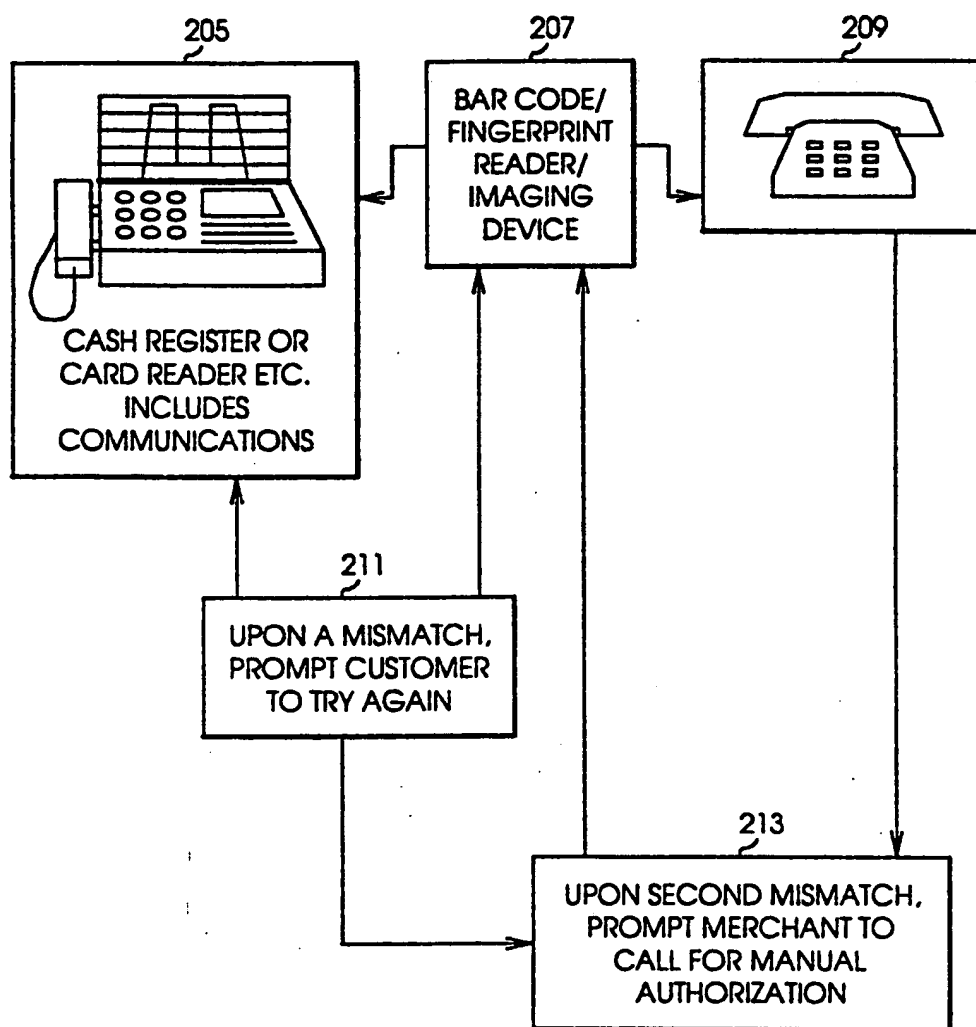 205
207
209
BAR CODE/
FINGERPRINT
READER/
IMAGING
DEVICE
CASH REGISTER OR
CARD READER ETC.
INCLUDES
COMMUNICATIONS
211
UPON A MISMATCH,
PROMPT CUSTOMER
TO TRY AGAIN
213
UPON SECOND MISMATCH,
PROMPT MERCHANT TO
CALL FOR MANUAL
AUTHORIZATION